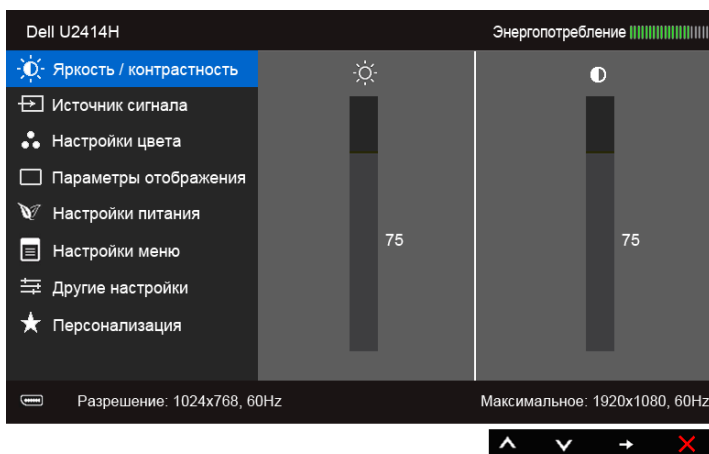 Dell U2414H
Энергопотребление
Яркость / контрастность
Источник сигнала
Настройки цвета
Параметры отображения
Настройки питания
Настройки меню
Другие настройки
Персонализация
75
75
Разрешение: 1024x768, 60Hz
Максимальное: 1920x1080, 60Hz